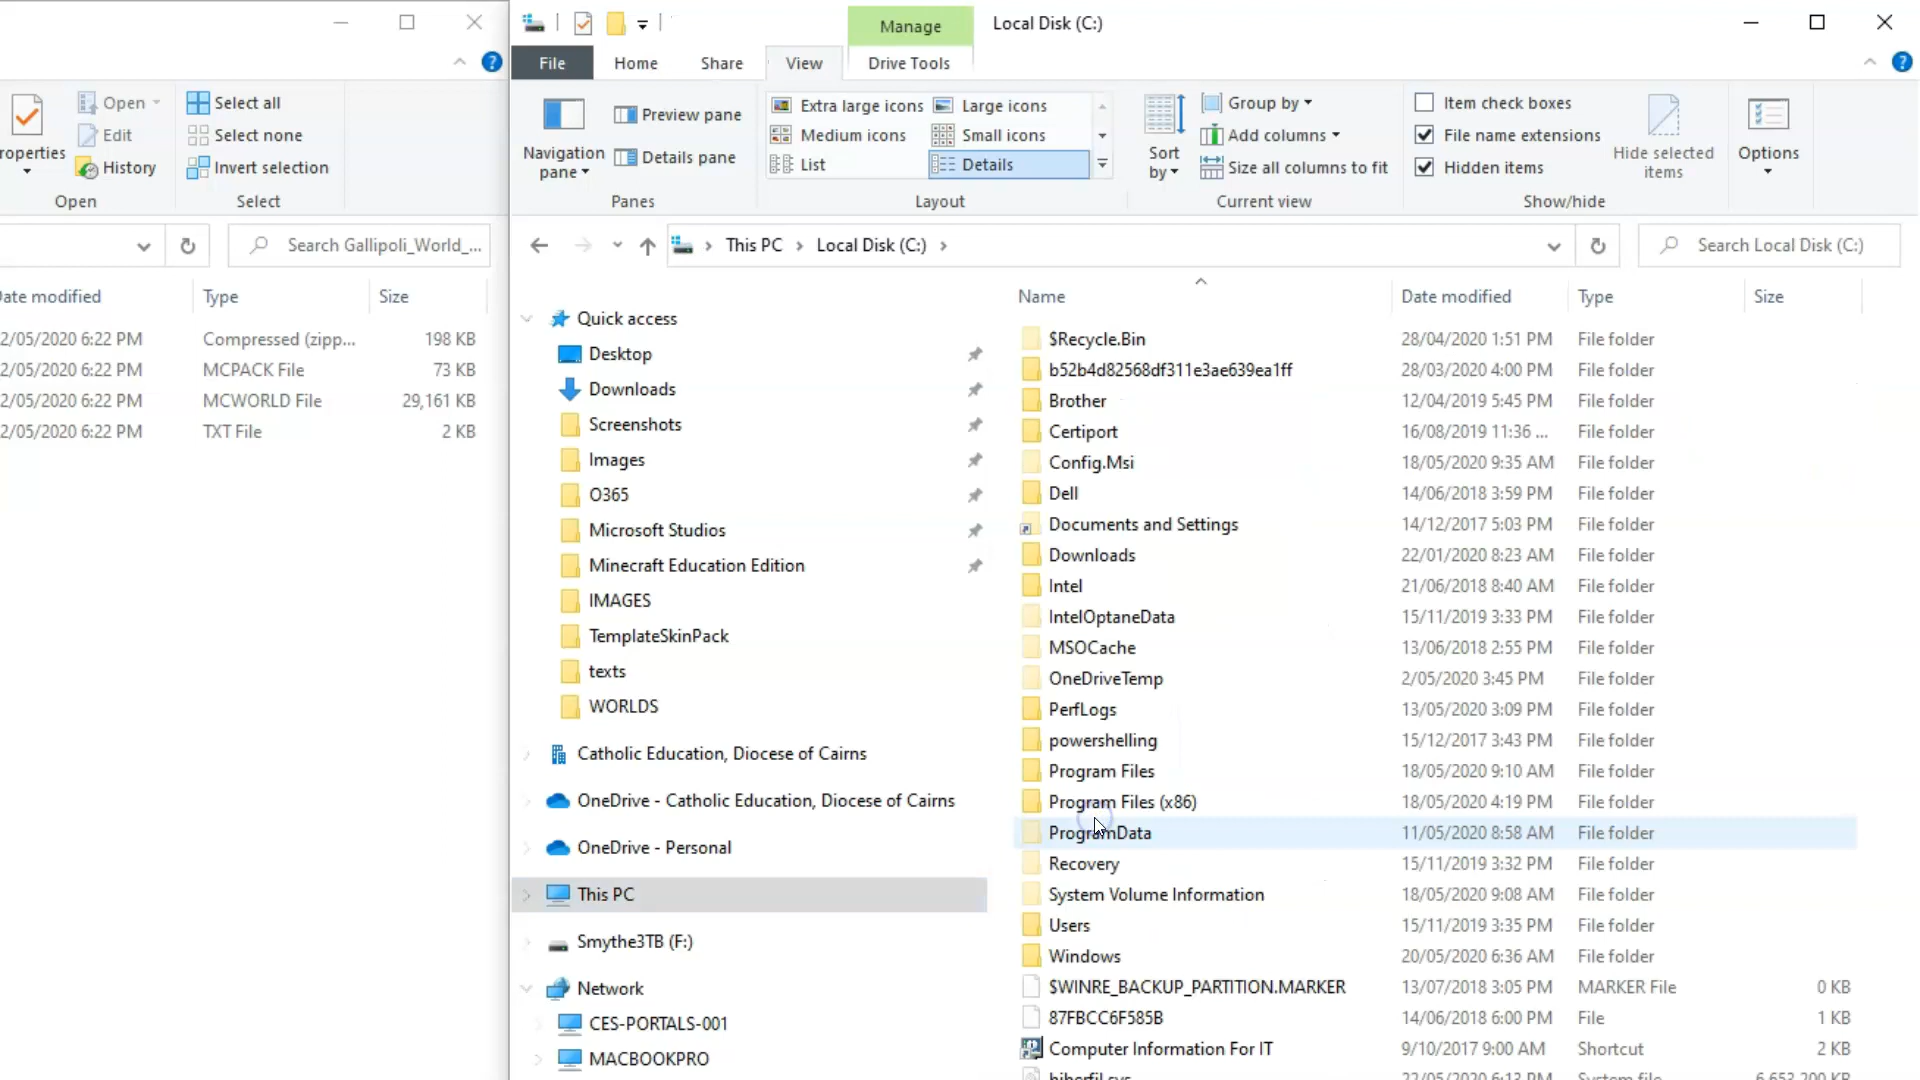 Manage
Local Disk (C:)
File
Home
Share
View
Drive Tools
roperties
Open
Edit
History
Open
Select all
Select none
Invert selection
Select
Navigation
pane
Preview pane
Details pane
Panes
Extra large icons
Large icons
Medium icons
Small icons
List
Details
Layout
Sort
by
Group by
Add columns
Size all columns to fit
Current view
Item check boxes
File name extensions
Hidden items
Hide selected
items
Show/hide
Options
Search Gallipoli_World_...
This PC > Local Disk (C:) >
Search Local Disk (C:)
Date modified Type Size
2/05/2020 6:22 PM Compressed (zipp... 198 KB
2/05/2020 6:22 PM MCPACK File 73 KB
2/05/2020 6:22 PM MCWORLD File 29,161 KB
2/05/2020 6:22 PM TXT File 2 KB
Quick access
Desktop
Downloads
Screenshots
Images
O365
Microsoft Studios
Minecraft Education Edition
IMAGES
TemplateSkinPack
texts
WORLDS
Catholic Education, Diocese of Cairns
OneDrive - Catholic Education, Diocese of Cairns
OneDrive - Personal
This PC
Smythe3TB (F:)
Network
CES-PORTALS-001
MACBOOKPRO
Name Date modified Type Size
$Recycle.Bin 28/04/2020 1:51 PM File folder
b52b4d82568df311e3ae639ea1ff 28/03/2020 4:00 PM File folder
Brother 12/04/2019 5:45 PM File folder
Certiport 16/08/2019 11:36 ... File folder
Config.Msi 18/05/2020 9:35 AM File folder
Dell 14/06/2018 3:59 PM File folder
Documents and Settings 14/12/2017 5:03 PM File folder
Downloads 22/01/2020 8:23 AM File folder
Intel 21/06/2018 8:40 AM File folder
IntelOptaneData 15/11/2019 3:33 PM File folder
MSOCache 13/06/2018 2:55 PM File folder
OneDriveTemp 2/05/2020 3:45 PM File folder
PerfLogs 13/05/2020 3:09 PM File folder
powershelling 15/12/2017 3:43 PM File folder
Program Files 18/05/2020 9:10 AM File folder
Program Files (x86) 18/05/2020 4:19 PM File folder
ProgramData 11/05/2020 8:58 AM File folder
Recovery 15/11/2019 3:32 PM File folder
System Volume Information 18/05/2020 9:08 AM File folder
Users 15/11/2019 3:35 PM File folder
Windows 20/05/2020 6:36 AM File folder
$WINRE_BACKUP_PARTITION.MARKER 13/07/2018 3:05 PM MARKER File 0 KB
87FBCC6F585B 14/06/2018 6:00 PM File 1 KB
Computer Information For IT 9/10/2017 9:00 AM Shortcut 2 KB
hiberfil.sys 22/05/2020 6:13 PM System file 6,653,200 KB